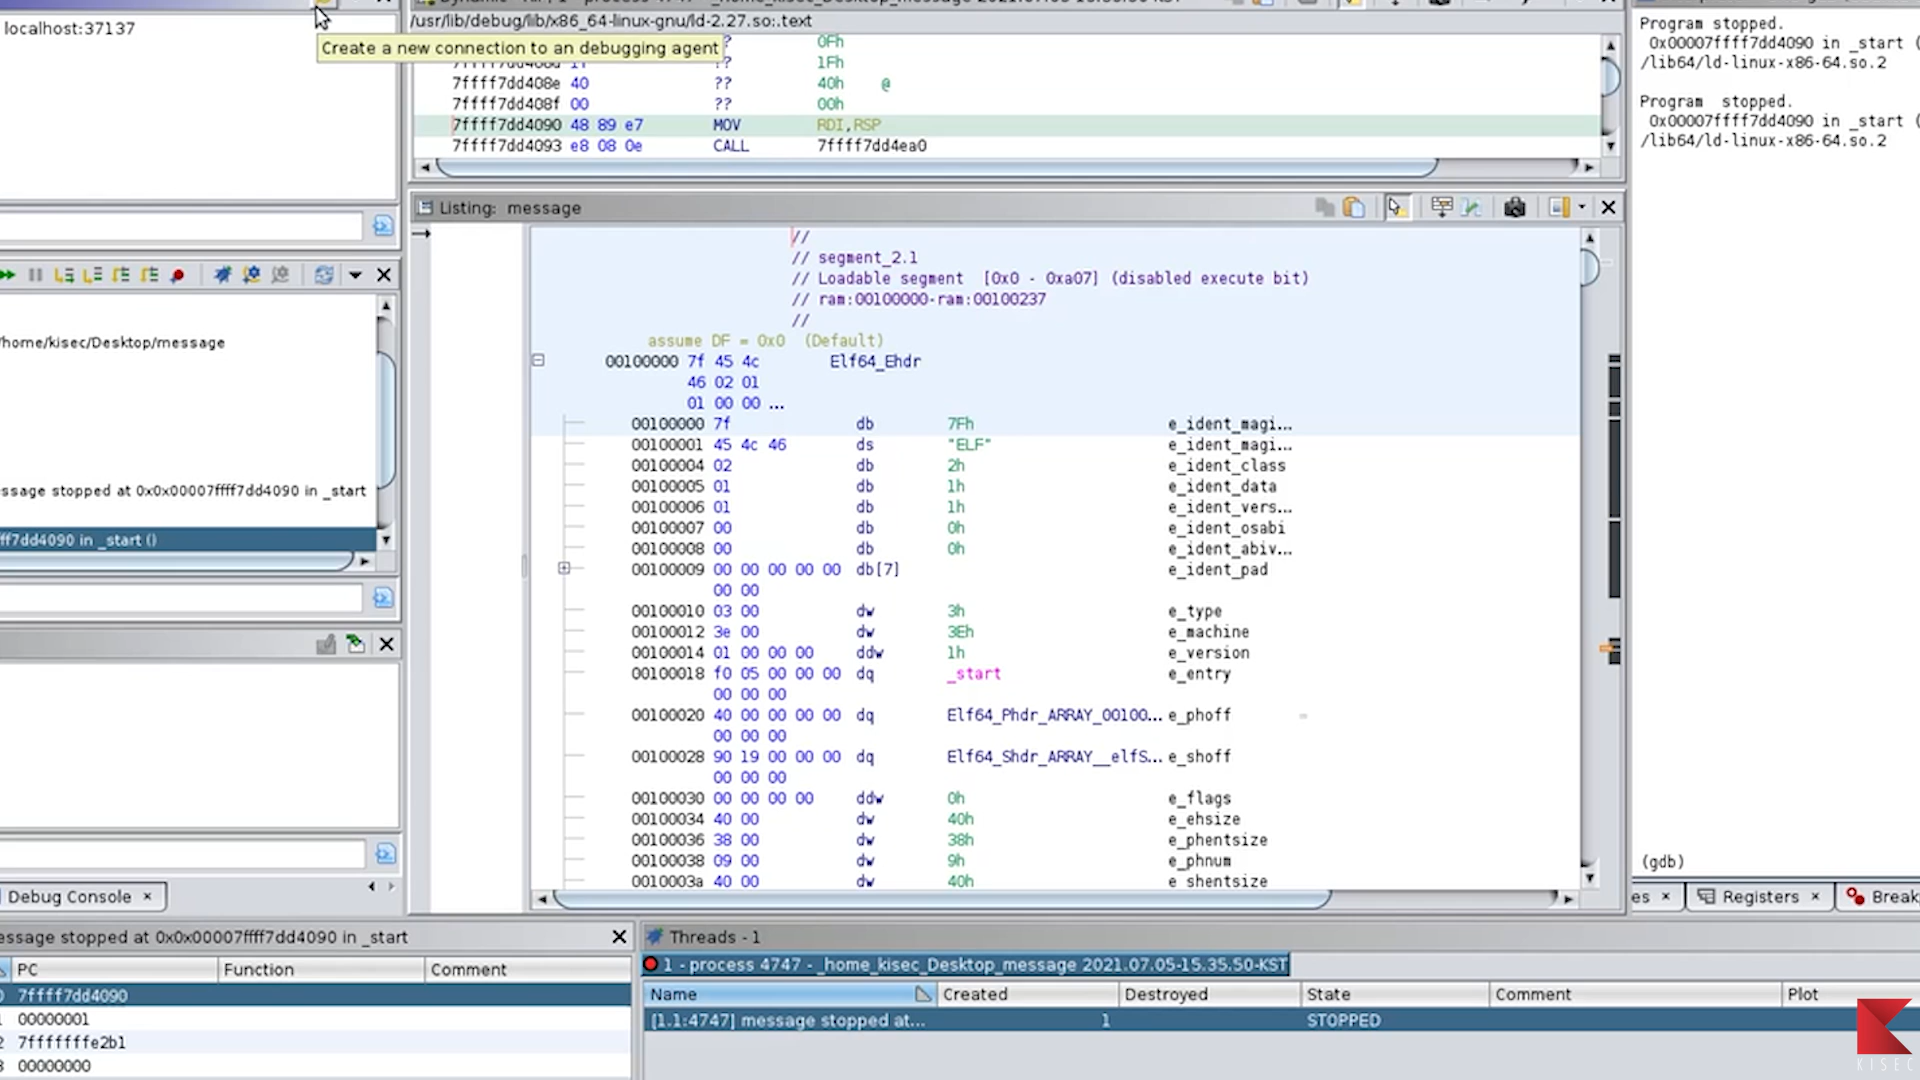 localhost:37137
Create a new connection to an debugging agent
/home/kisec/Desktop/message
ssage stopped at 0x0x00007ffff7dd4090 in _start
ff7dd4090 in _start ()
Debug Console ×
/usr/lib/debug/lib/x86_64-linux-gnu/ld-2.27.so:.text
?? 0Fh
?? 1Fh
7ffff7dd408e 40 ?? 40h @
7ffff7dd408f 00 ?? 00h
7ffff7dd4090 48 89 e7 MOV RDI,RSP
7ffff7dd4093 e8 08 0e CALL 7ffff7dd4ea0
Listing: message
//
// segment_2.1
// Loadable segment [0x0 - 0xa07] (disabled execute bit)
// ram:00100000-ram:00100237
//
assume DF = 0x0 (Default)
00100000 7f 45 4c Elf64_Ehdr
46 02 01
01 00 00 ...
00100000 7f db 7Fh e_ident_magi...
00100001 45 4c 46 ds "ELF" e_ident_magi...
00100004 02 db 2h e_ident_class
00100005 01 db 1h e_ident_data
00100006 01 db 1h e_ident_vers...
00100007 00 db 0h e_ident_osabi
00100008 00 db 0h e_ident_abiv...
00100009 00 00 00 00 00 db[7] e_ident_pad
00 00
00100010 03 00 dw 3h e_type
00100012 3e 00 dw 3Eh e_machine
00100014 01 00 00 00 ddw 1h e_version
00100018 f0 05 00 00 00 dq _start e_entry
00 00 00
00100020 40 00 00 00 00 dq Elf64_Phdr_ARRAY_00100... e_phoff
00 00 00
00100028 90 19 00 00 00 dq Elf64_Shdr_ARRAY__elfS... e_shoff
00 00 00
00100030 00 00 00 00 ddw 0h e_flags
00100034 40 00 dw 40h e_ehsize
00100036 38 00 dw 38h e_phentsize
00100038 09 00 dw 9h e_phnum
0010003a 40 00 dw 40h e_shentsize
Program stopped.
0x00007ffff7dd4090 in _start (
/lib64/ld-linux-x86-64.so.2
Program stopped.
0x00007ffff7dd4090 in _start (
/lib64/ld-linux-x86-64.so.2
(gdb)
es × Registers × Break
essage stopped at 0x0x00007ffff7dd4090 in _start
PC Function Comment
7ffff7dd4090
00000001
7fffffffe2b1
00000000
Threads - 1
1 - process 4747 - _home_kisec_Desktop_message 2021.07.05-15.35.50-KST
Name Created Destroyed State Comment Plot
[1.1:4747] message stopped at... 1 STOPPED
KISEC